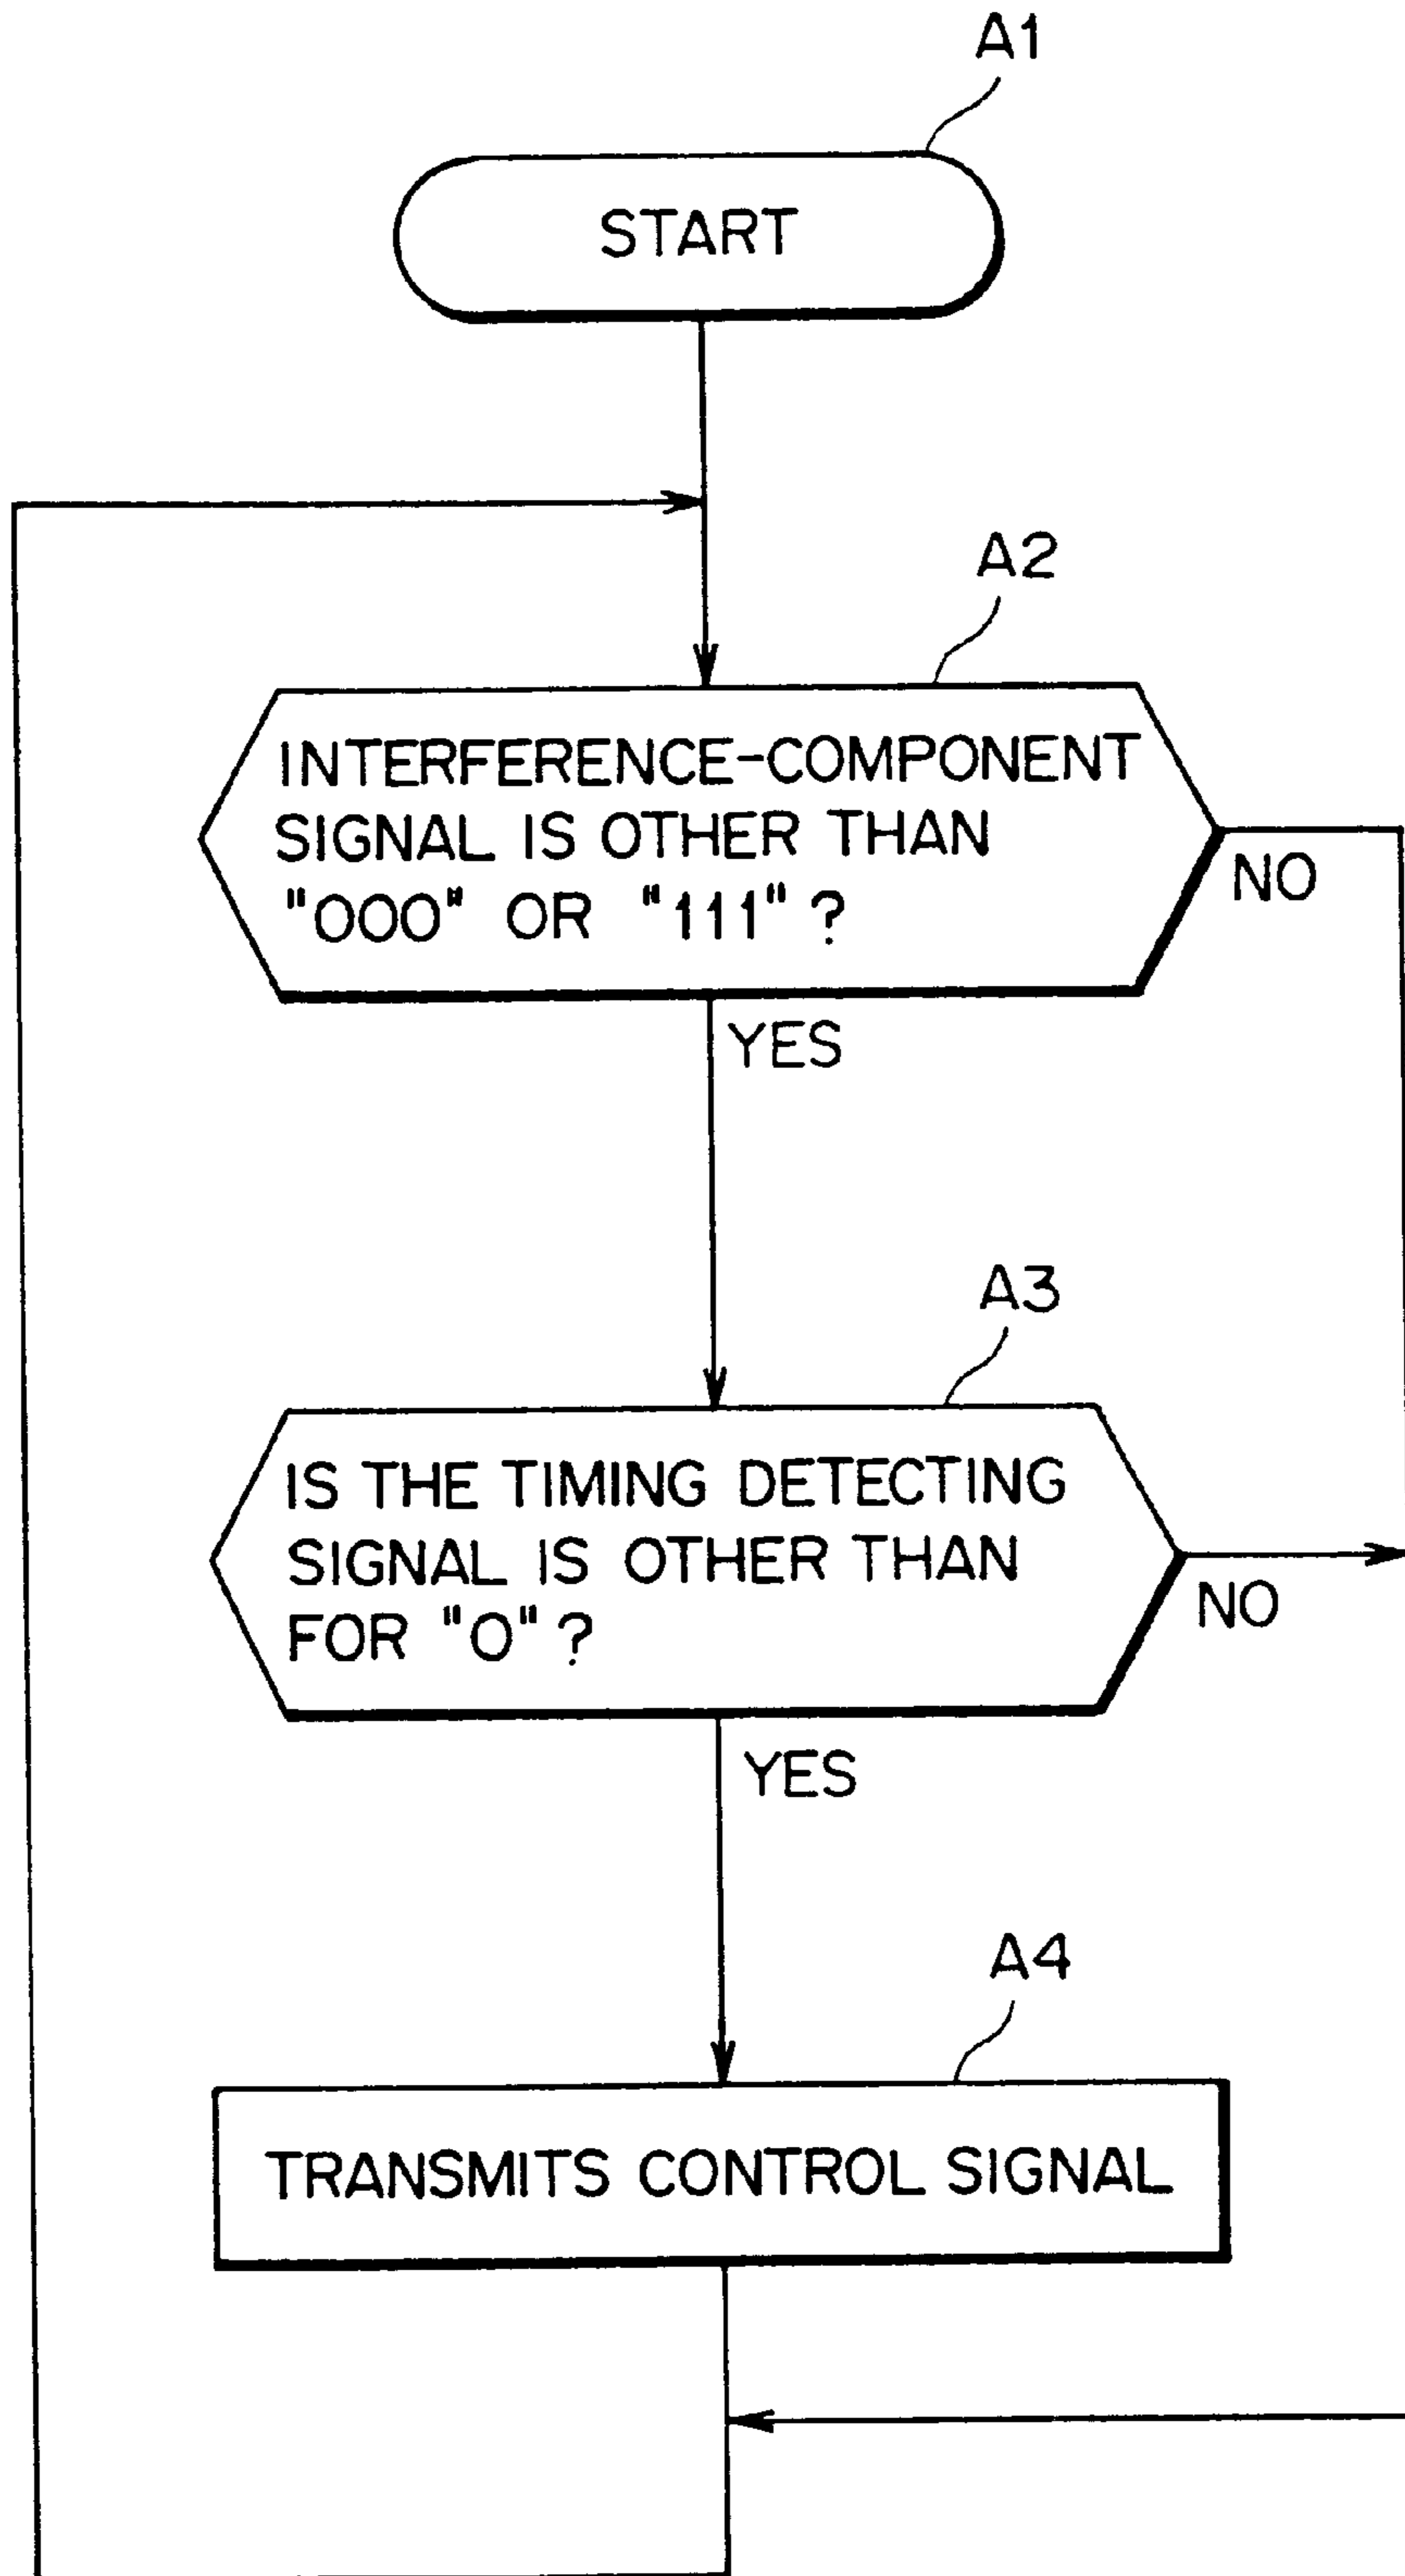 A1
START
A2
INTERFERENCE-COMPONENT
SIGNAL IS OTHER THAN
"000" OR "111"?
NO
YES
A3
IS THE TIMING DETECTING
SIGNAL IS OTHER THAN
FOR "0"?
NO
YES
A4
TRANSMITS CONTROL SIGNAL